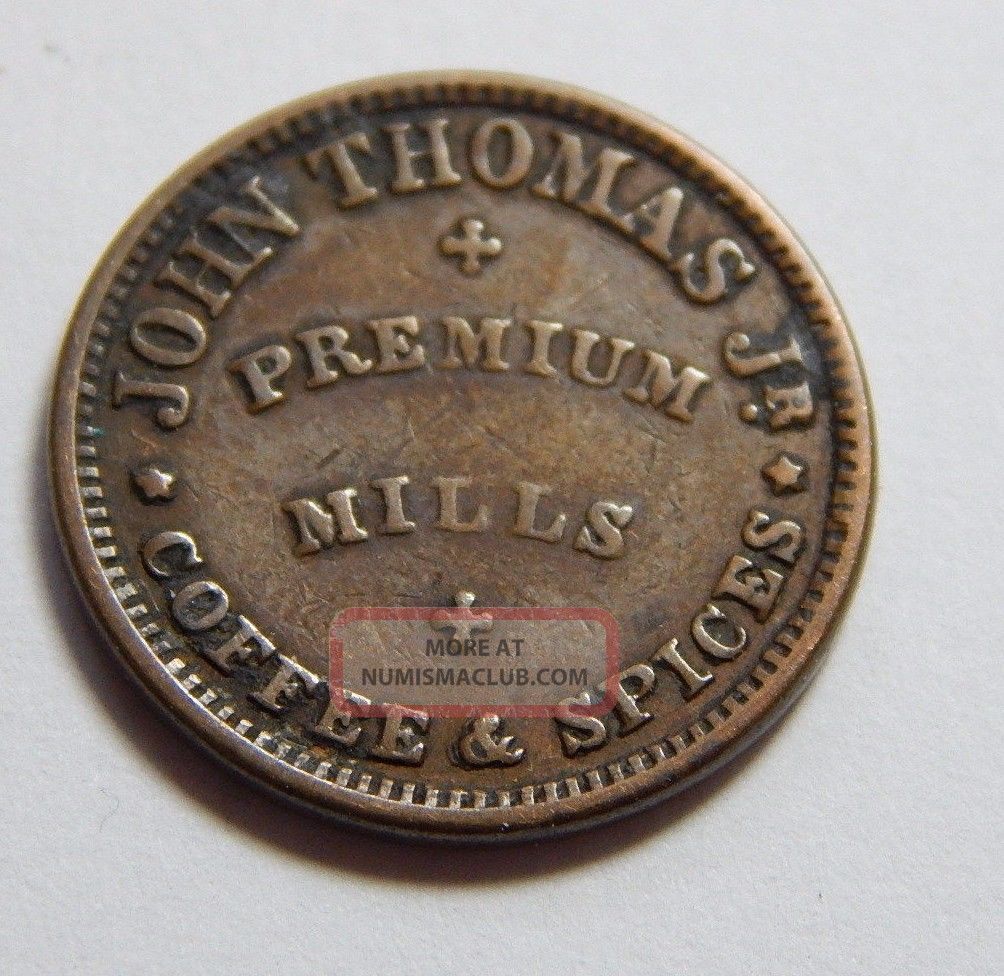 JOHN THOMAS JR
PREMIUM
MILLS
COFFEE & SPICES
MORE AT
NUMISMACLUB.COM